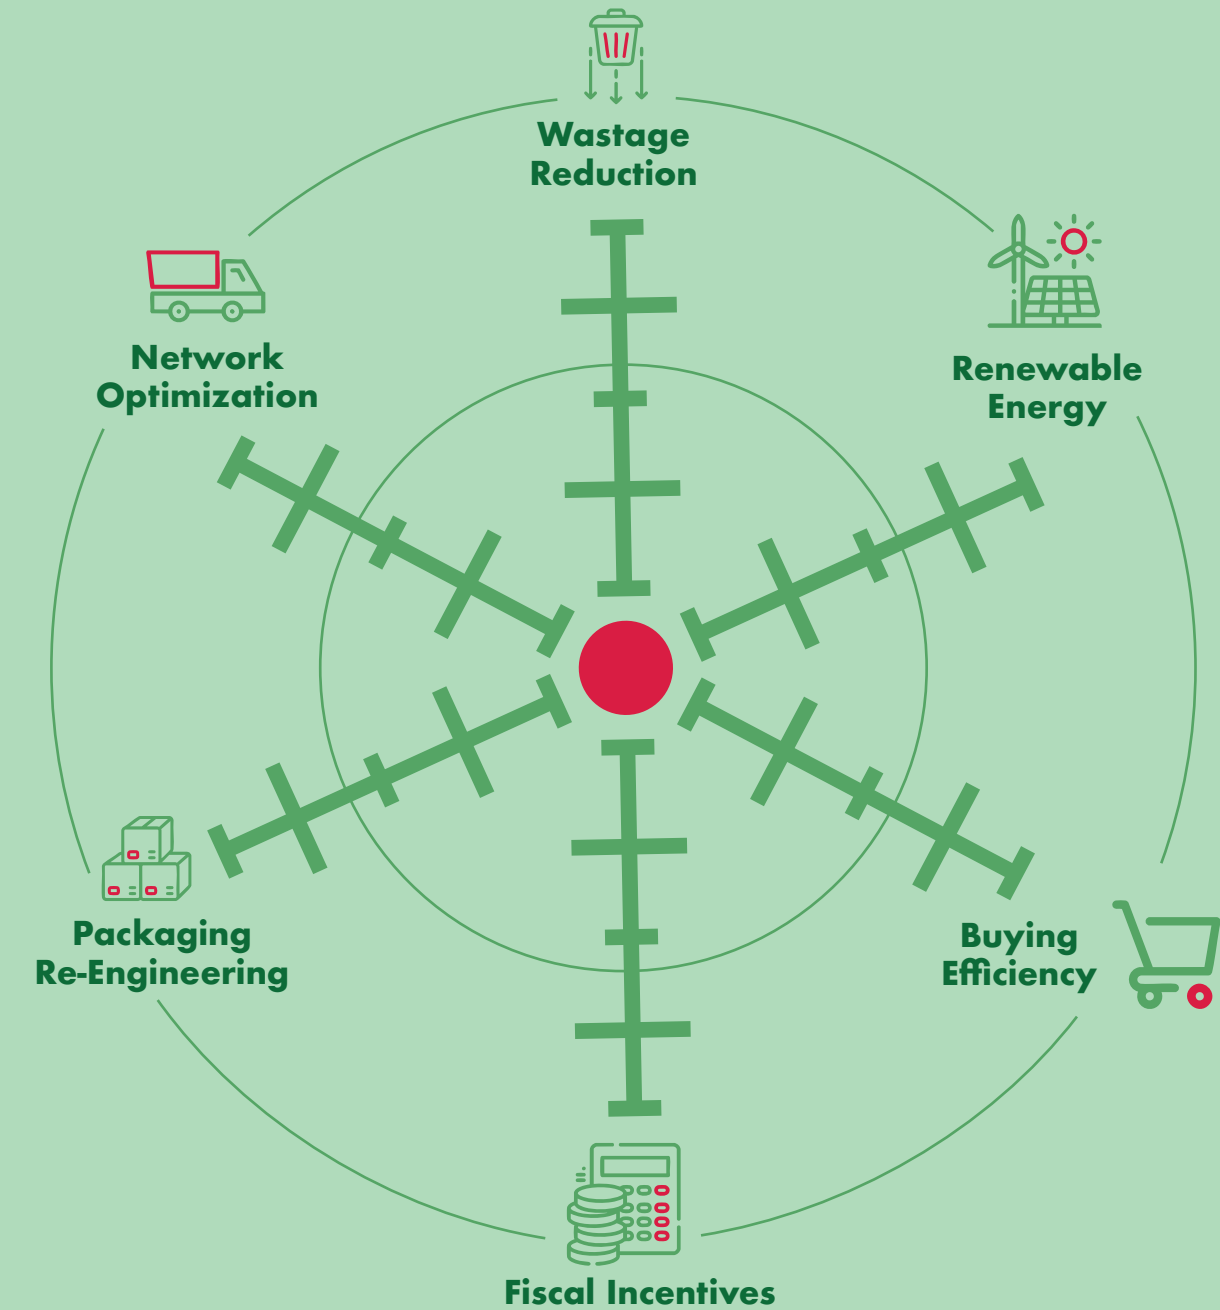 Wastage
Reduction
Network
Optimization
Renewable
Energy
Packaging
Re-Engineering
Buying
Efficiency
Fiscal Incentives